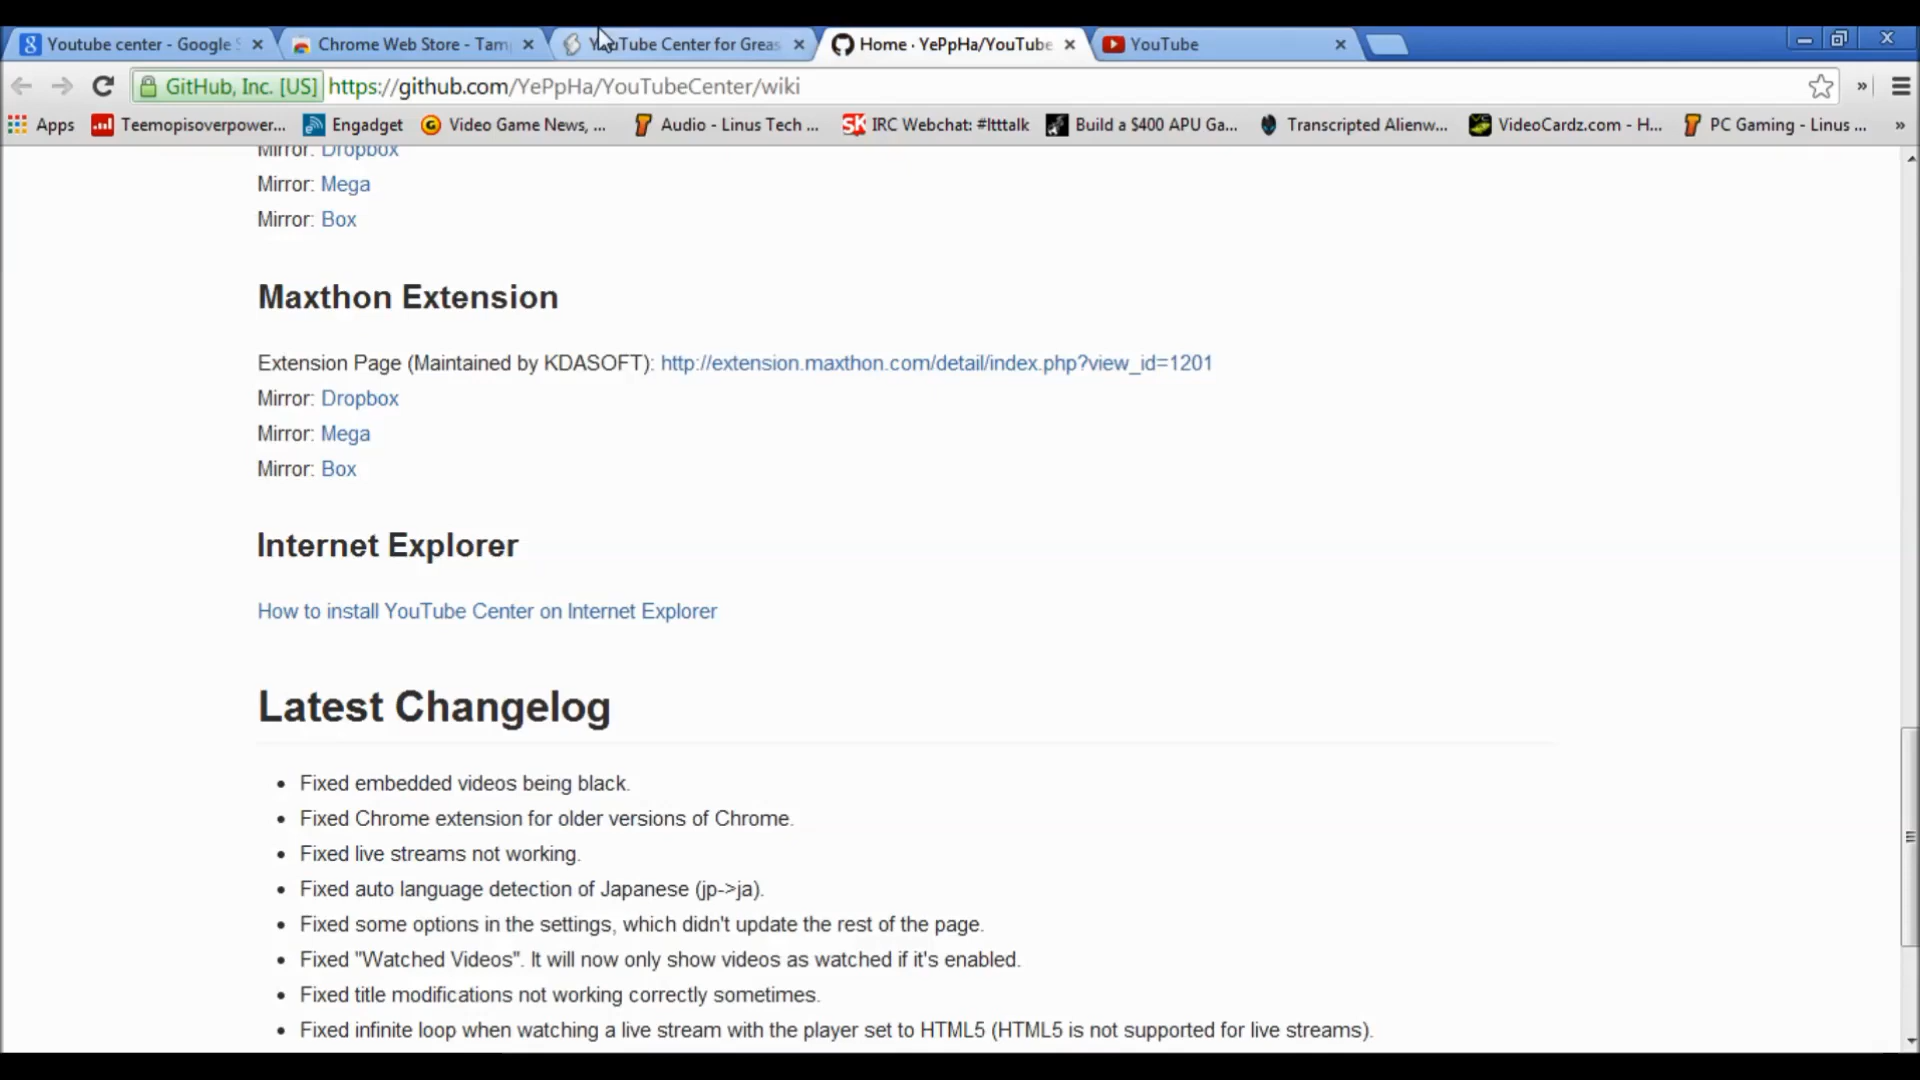 Youtube center - Google S
Chrome Web Store - Tam
YouTube Center for Greas
Home · YePpHa/YouTube
YouTube
GitHub, Inc. [US] https://github.com/YePpHa/YouTubeCenter/wiki
Apps Teemopisoverpower... Engadget Video Game News, ... Audio - Linus Tech ... IRC Webchat: #ltttalk Build a $400 APU Ga... Transcripted Alienw... VideoCardz.com - H... PC Gaming - Linus ...
Mirror: Dropbox
Mirror: Mega
Mirror: Box
Maxthon Extension
Extension Page (Maintained by KDASOFT): http://extension.maxthon.com/detail/index.php?view_id=1201
Mirror: Dropbox
Mirror: Mega
Mirror: Box
Internet Explorer
How to install YouTube Center on Internet Explorer
Latest Changelog
• Fixed embedded videos being black.
• Fixed Chrome extension for older versions of Chrome.
• Fixed live streams not working.
• Fixed auto language detection of Japanese (jp->ja).
• Fixed some options in the settings, which didn't update the rest of the page.
• Fixed "Watched Videos". It will now only show videos as watched if it's enabled.
• Fixed title modifications not working correctly sometimes.
• Fixed infinite loop when watching a live stream with the player set to HTML5 (HTML5 is not supported for live streams).